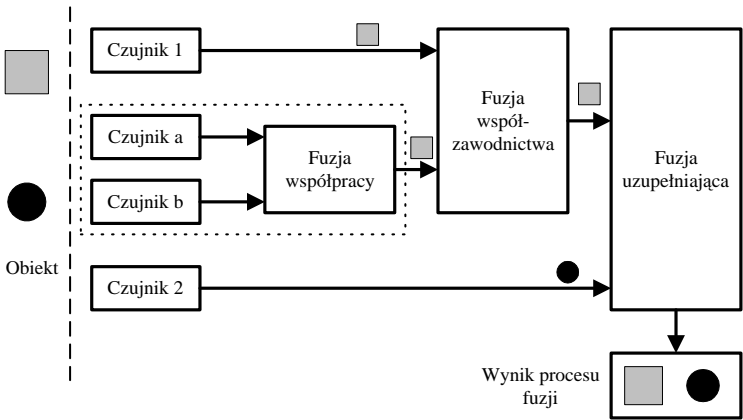 Czujnik 1
Czujnik a
Czujnik b
Czujnik 2
Obiekt
Fuzja
współpracy
Fuzja
współ-
zawodnictwa
Fuzja
uzupełniająca
Wynik procesu
fuzji